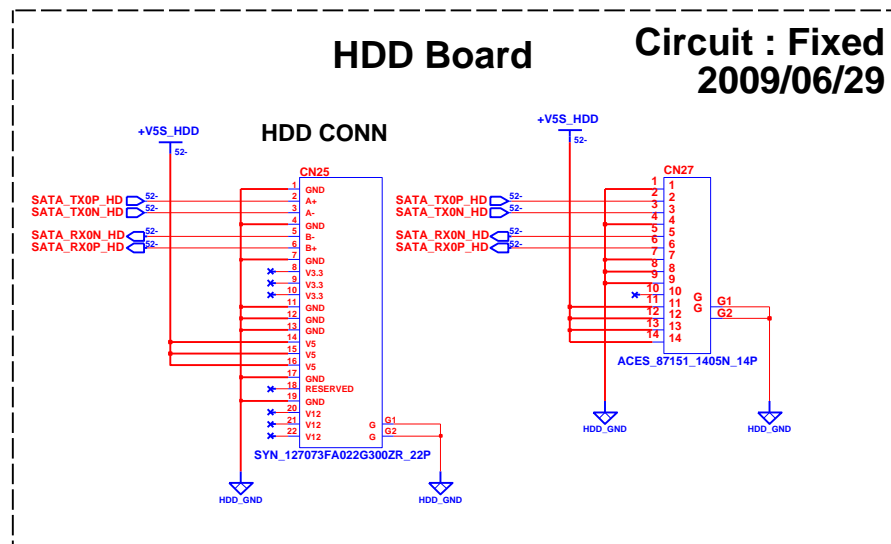 HDD Board
Circuit : Fixed
2009/06/29
+V5S_HDD
52-
HDD CONN
CN25
1 GND
SATA_TX0P_HD 52- 2 A+
SATA_TX0N_HD 52- 3 A-
4 GND
SATA_RX0N_HD 52- 5 B-
SATA_RX0P_HD 52- 6 B+
7 GND
8 V3.3
9 V3.3
10 V3.3
11 GND
12 GND
13 GND
14 V5
15 V5
16 V5
17 GND
18 RESERVED
19 GND
20 V12
21 V12 G G1
22 V12 G G2
SYN_127073FA022G300ZR_22P
HDD_GND
HDD_GND
+V5S_HDD
52-
CN27
1 1
SATA_TX0P_HD 52- 2 2
SATA_TX0N_HD 52- 3 3
4 4
SATA_RX0N_HD 52- 5 5
SATA_RX0P_HD 52- 6 6
7 7
8 8
9 9
10 10
11 11 G G1
12 12 G G2
13 13
14 14
ACES_87151_1405N_14P
HDD_GND
HDD_GND